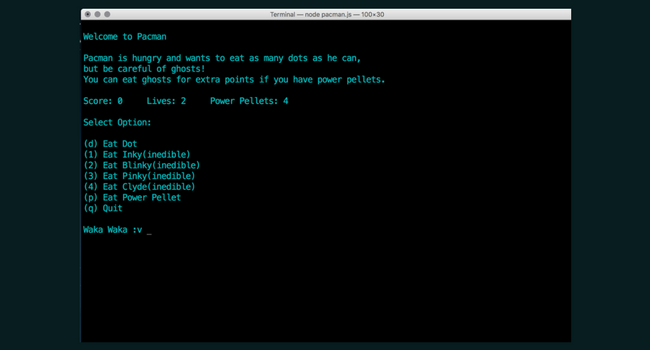 Terminal — node pacman.js — 100×30
Welcome to Pacman
Pacman is hungry and wants to eat as many dots as he can,
but be careful of ghosts!
You can eat ghosts for extra points if you have power pellets.
Score: 0     Lives: 2     Power Pellets: 4
Select Option:
(d) Eat Dot
(1) Eat Inky(inedible)
(2) Eat Blinky(inedible)
(3) Eat Pinky(inedible)
(4) Eat Clyde(inedible)
(p) Eat Power Pellet
(q) Quit
Waka Waka :v _